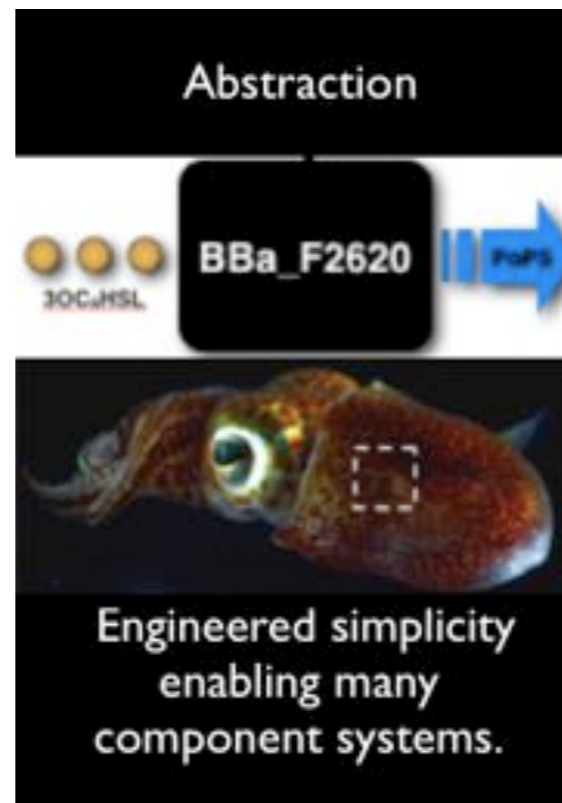 Abstraction
BBa_F2620
3OC₆HSL
PoPS
Engineered simplicity
enabling many
component systems.